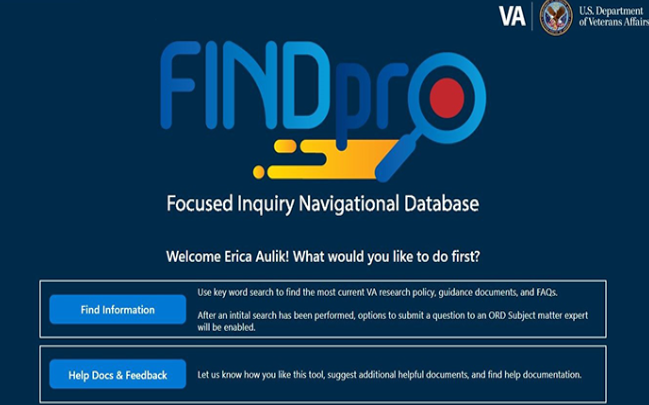 VA
U.S. Department
of Veterans Affairs
FINDpro
Focused Inquiry Navigational Database
Welcome Erica Aulik! What would you like to do first?
Find Information
Use key word search to find the most current VA research policy, guidance documents, and FAQs.
After an intital search has been performed, options to submit a question to an ORD Subject matter expert
will be enabled.
Help Docs & Feedback
Let us know how you like this tool, suggest additional helpful documents, and find help documentation.